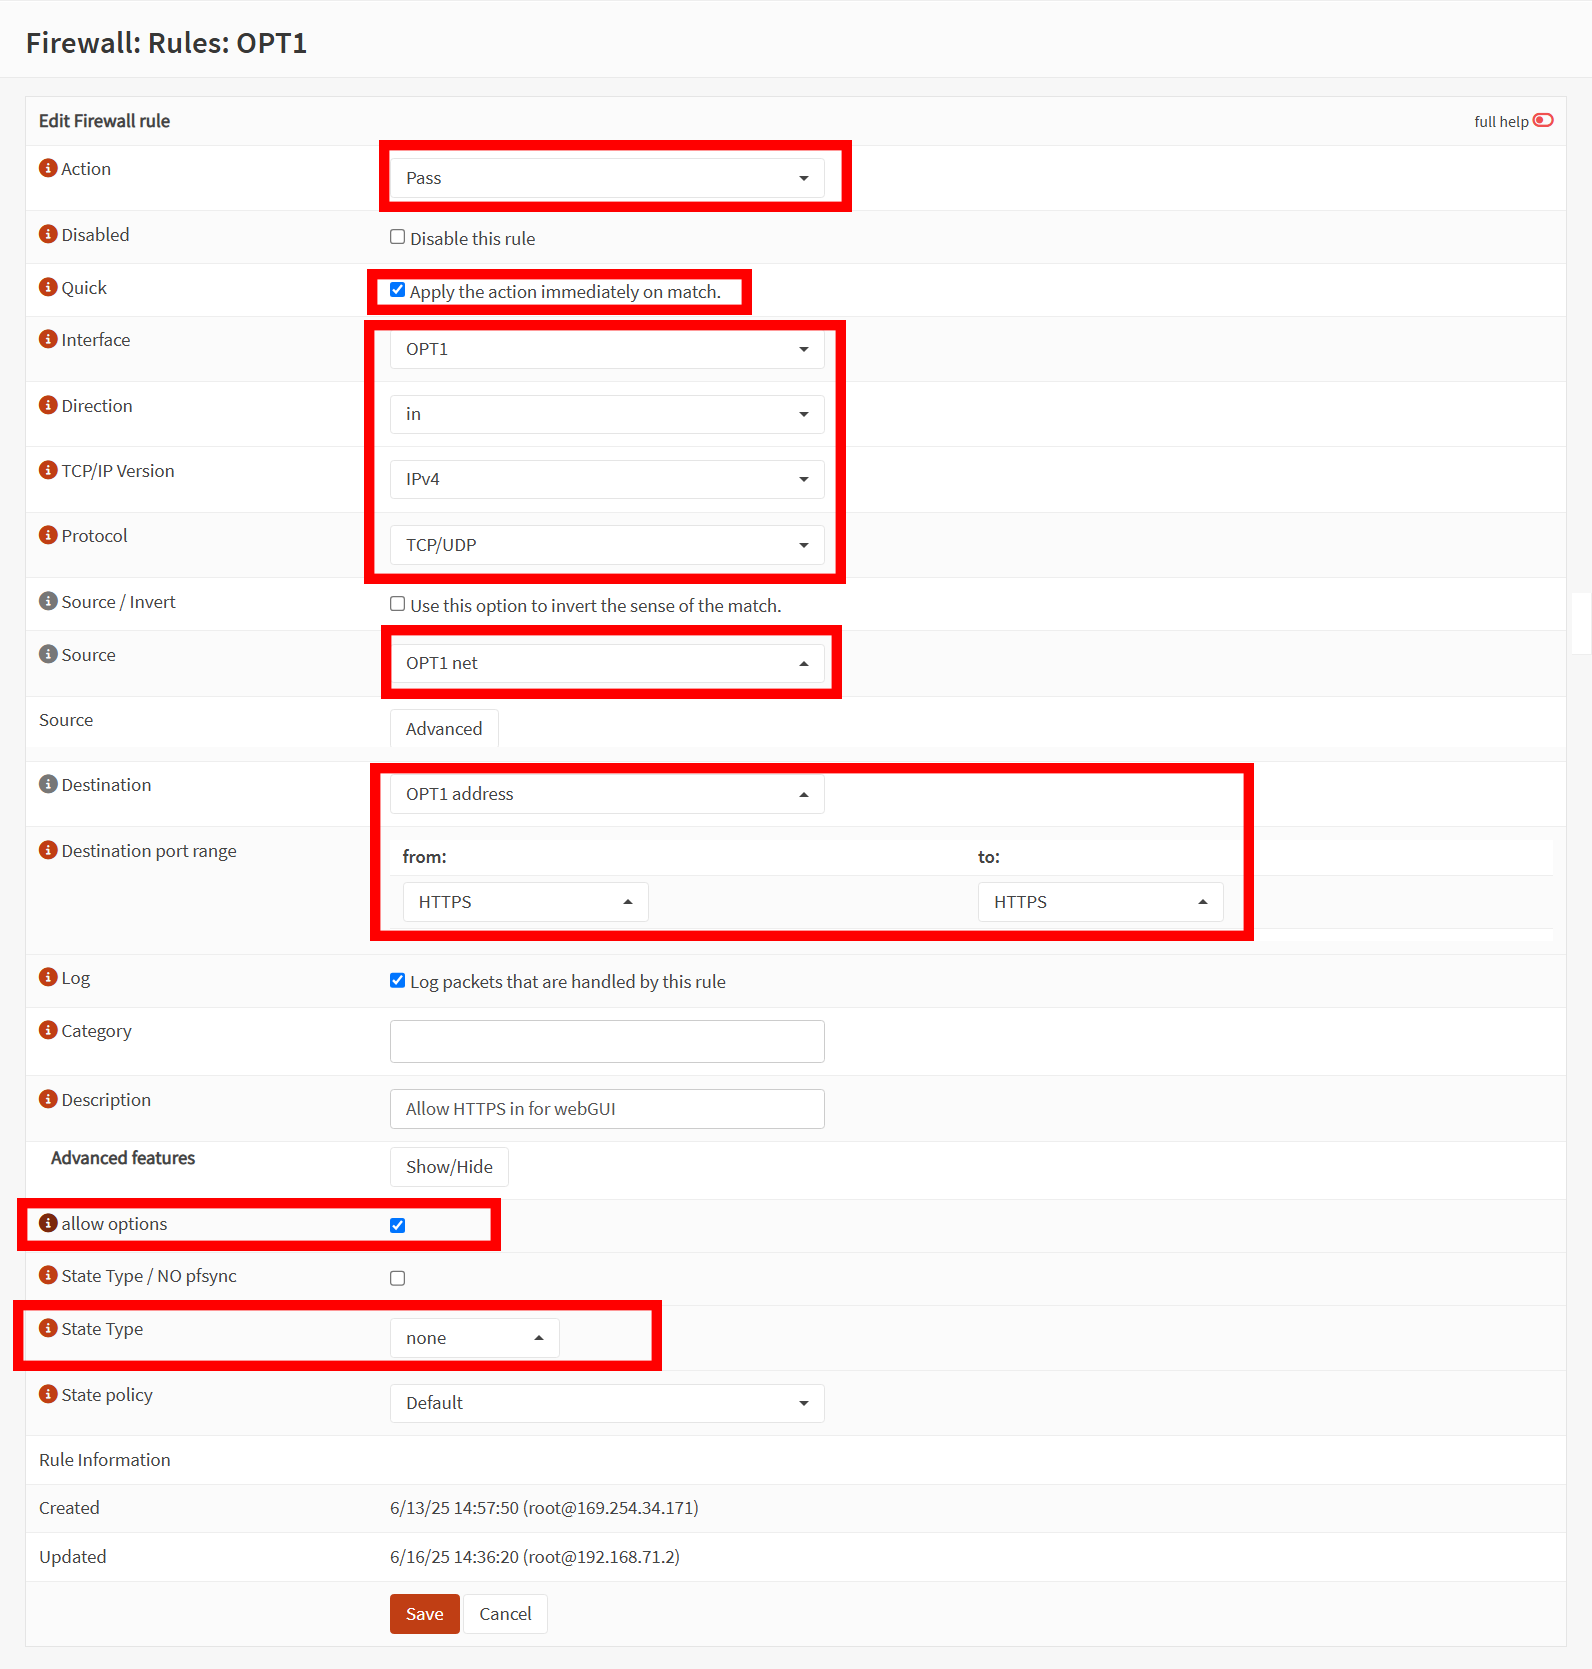 Firewall: Rules: OPT1
Edit Firewall rule
full help
Action
Pass
Disabled
Disable this rule
Quick
Apply the action immediately on match.
Interface
OPT1
Direction
in
TCP/IP Version
IPv4
Protocol
TCP/UDP
Source / Invert
Use this option to invert the sense of the match.
Source
OPT1 net
Source
Advanced
Destination
OPT1 address
Destination port range
from:
to:
HTTPS
HTTPS
Log
Log packets that are handled by this rule
Category
Description
Allow HTTPS in for webGUI
Advanced features
Show/Hide
allow options
State Type / NO pfsync
State Type
none
State policy
Default
Rule Information
Created
6/13/25 14:57:50 (root@169.254.34.171)
Updated
6/16/25 14:36:20 (root@192.168.71.2)
Save
Cancel